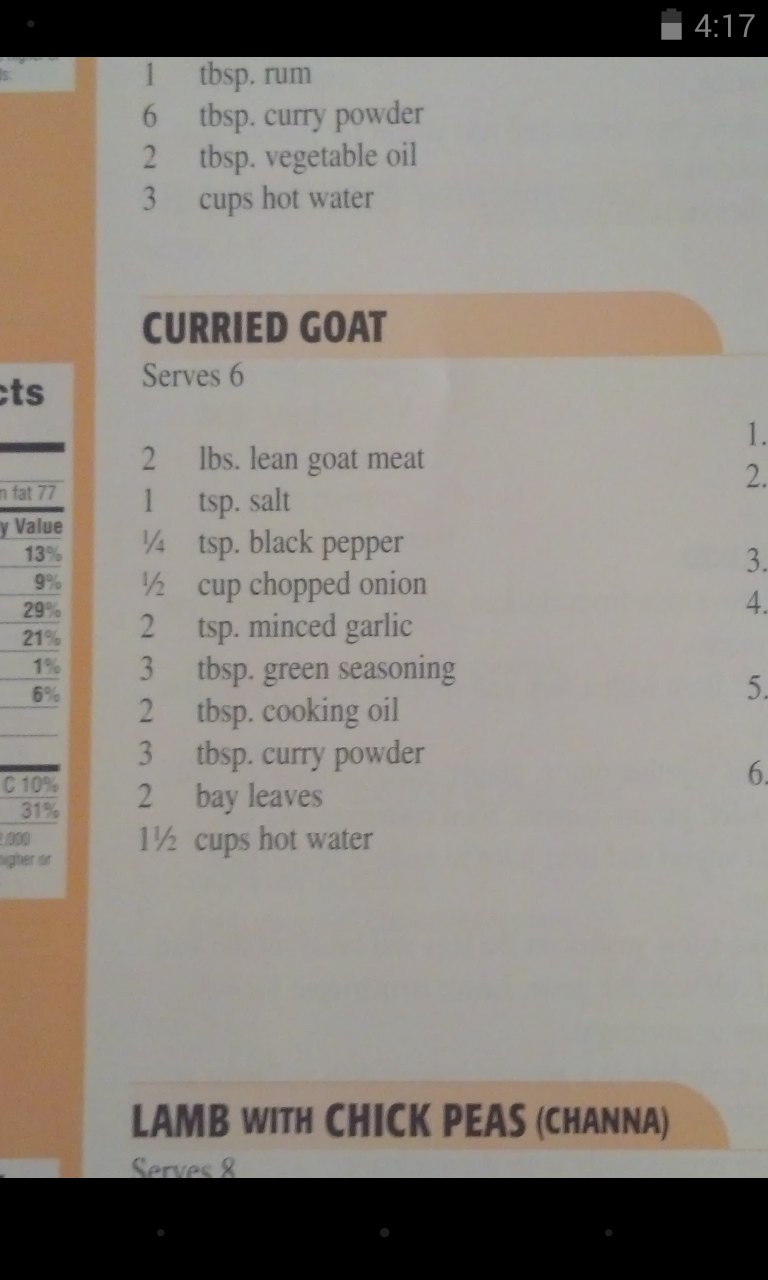 4:17
1 tbsp. rum
6 tbsp. curry powder
2 tbsp. vegetable oil
3 cups hot water
CURRIED GOAT
Serves 6
2 lbs. lean goat meat
1 tsp. salt
¼ tsp. black pepper
½ cup chopped onion
2 tsp. minced garlic
3 tbsp. green seasoning
2 tbsp. cooking oil
3 tbsp. curry powder
2 bay leaves
1½ cups hot water
LAMB WITH CHICK PEAS (CHANNA)
Serves 8
cts
n fat 77
y Value
13%
9%
29%
21%
1%
6%
C 10%
31%
2,000
higher or
1.
2.
3.
4.
5.
6.